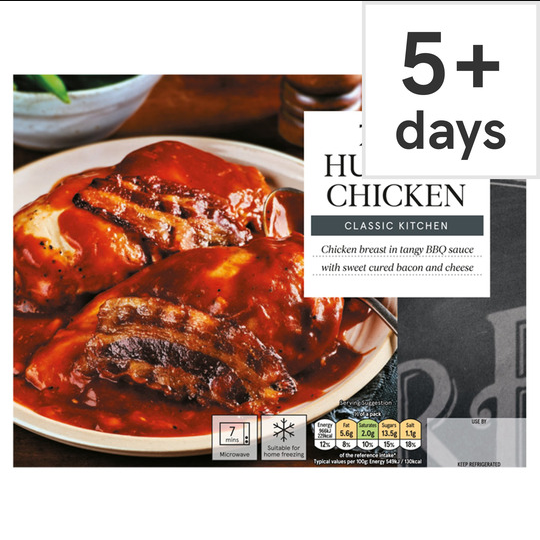 5+
days
CHICKEN
CLASSIC KITCHEN
Chicken breast in tangy BBQ sauce
with sweet cured bacon and cheese
Serving Suggestion
7
mins
Microwave
Suitable for
home freezing
Energy
966kJ
229kcal
12%
Fat
5.6g
8%
Saturates
2.0g
10%
Sugars
13.5g
15%
Salt
1.1g
18%
of the reference intake*
Typical values per 100g: Energy 549kJ / 130kcal
USE BY
KEEP REFRIGERATED